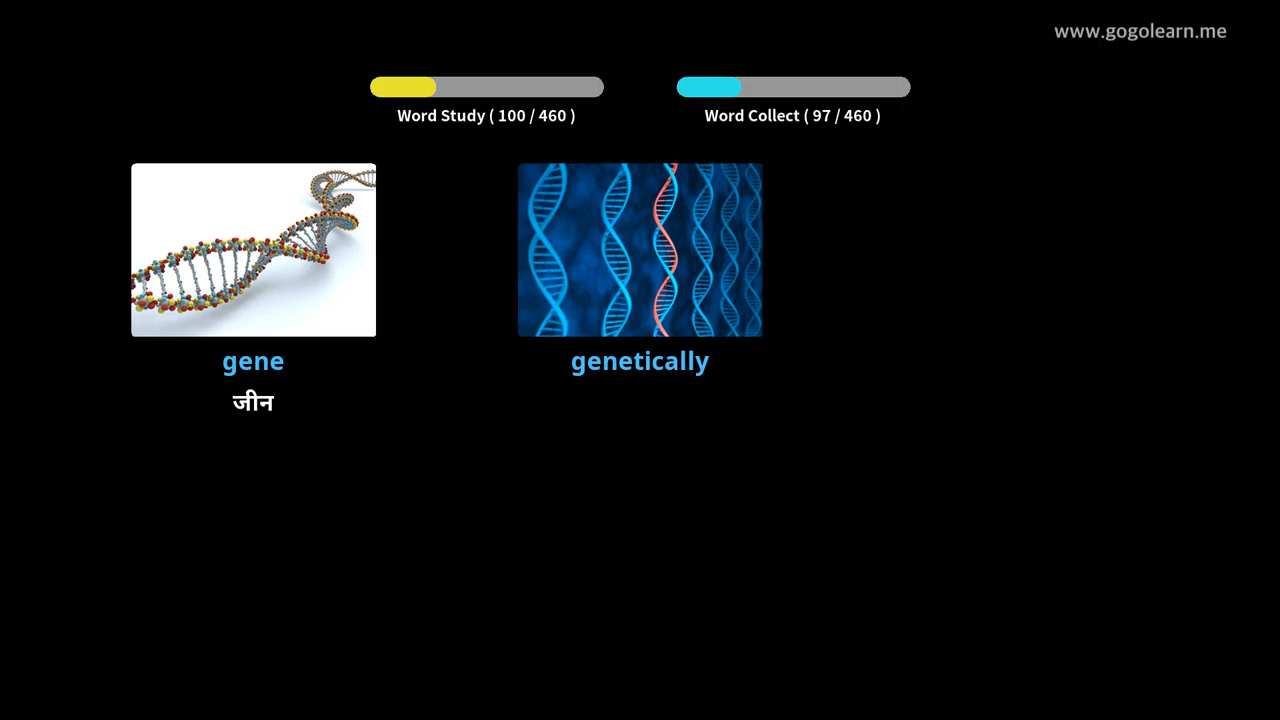 www.gogolearn.me
Word Study ( 100 / 460 )
Word Collect ( 97 / 460 )
gene
genetically
जीन